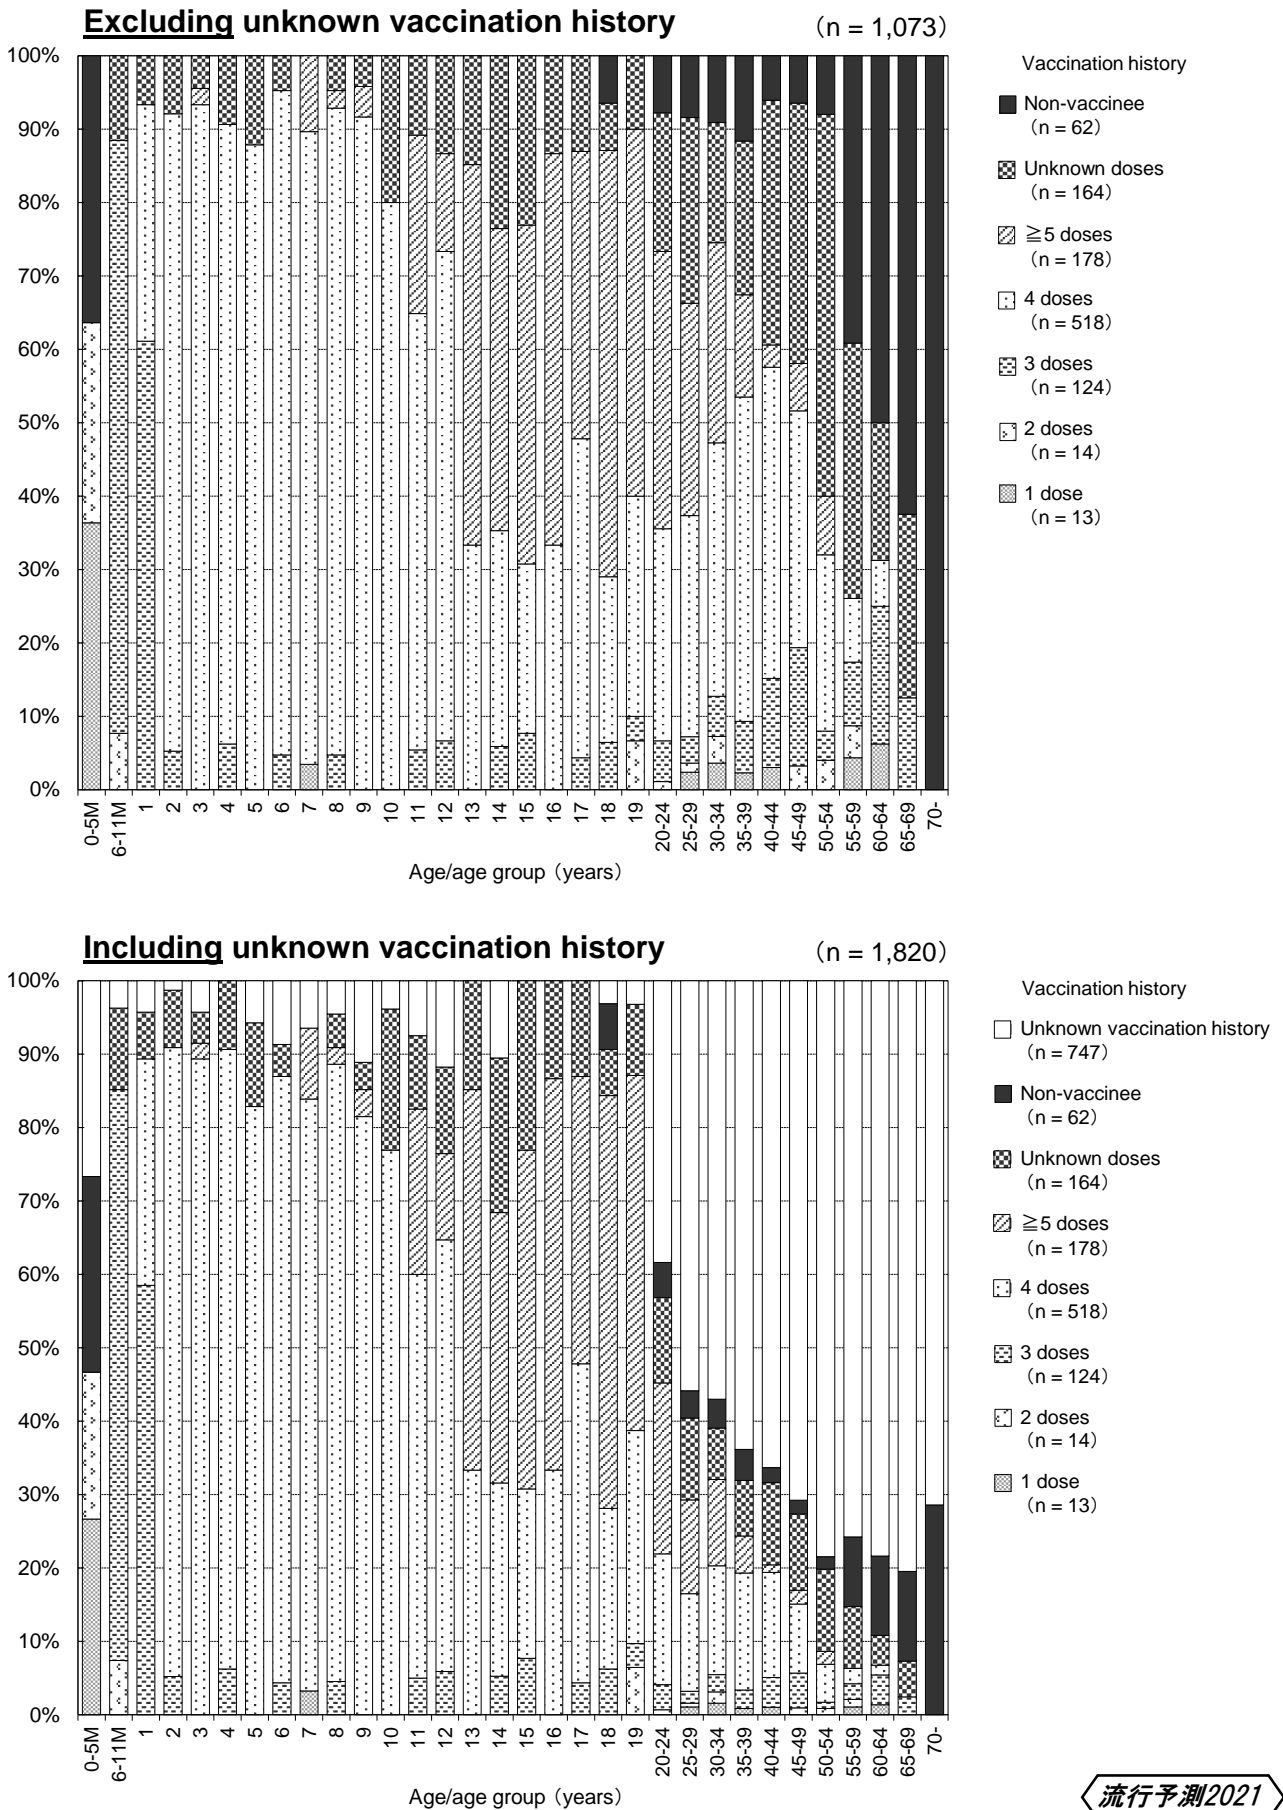 Excluding unknown vaccination history
(n = 1,073)
100%
90%
80%
70%
60%
50%
40%
30%
20%
10%
0%
0-5M
6-11M
1
2
3
4
5
6
7
8
9
10
11
12
13
14
15
16
17
18
19
20-24
25-29
30-34
35-39
40-44
45-49
50-54
55-59
60-64
65-69
70-
Age/age group（years）
Vaccination history
Non-vaccinee
（n = 62）
Unknown doses
（n = 164）
≧5 doses
（n = 178）
4 doses
（n = 518）
3 doses
（n = 124）
2 doses
（n = 14）
1 dose
（n = 13）
Including unknown vaccination history
(n = 1,820)
100%
90%
80%
70%
60%
50%
40%
30%
20%
10%
0%
0-5M
6-11M
1
2
3
4
5
6
7
8
9
10
11
12
13
14
15
16
17
18
19
20-24
25-29
30-34
35-39
40-44
45-49
50-54
55-59
60-64
65-69
70-
Age/age group（years）
Vaccination history
Unknown vaccination history
（n = 747）
Non-vaccinee
（n = 62）
Unknown doses
（n = 164）
≧5 doses
（n = 178）
4 doses
（n = 518）
3 doses
（n = 124）
2 doses
（n = 14）
1 dose
（n = 13）
流行予測2021